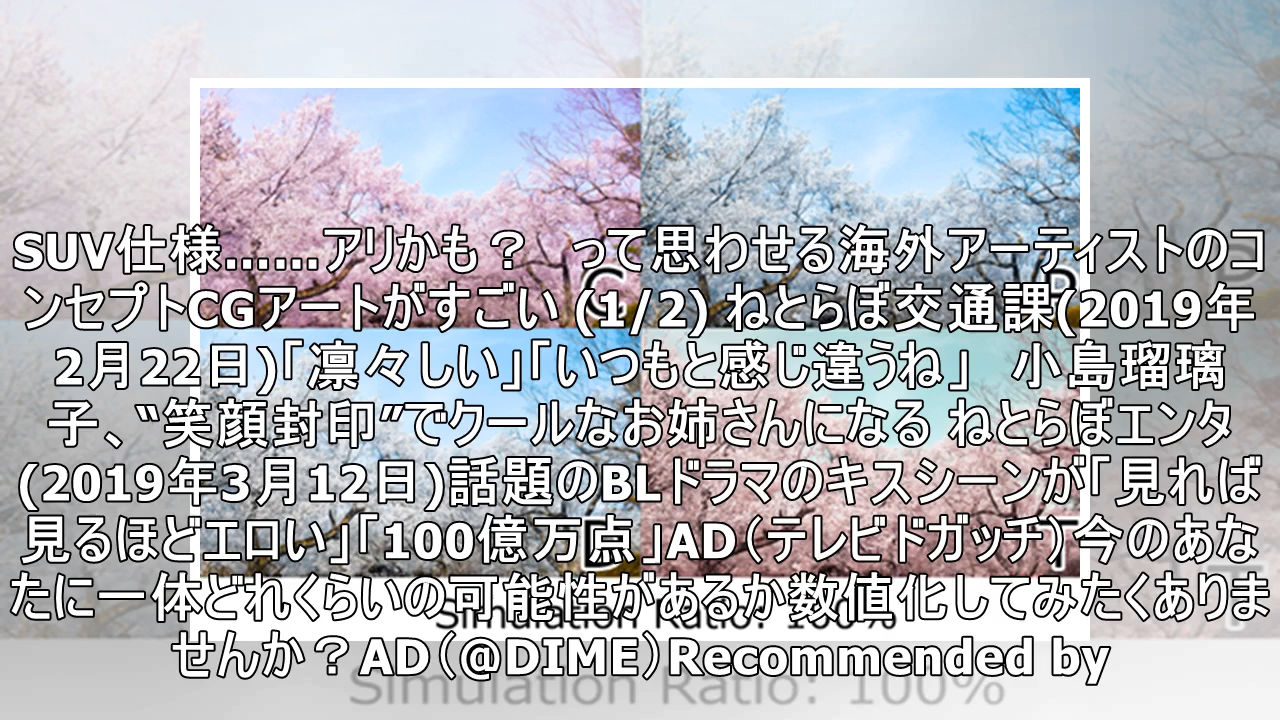 SUV仕様……アリかも？　って思わせる海外アーティストのコ
ンセプトCGアートがすごい (1/2) ねとらぼ交通課(2019年
2月22日)「凛々しい」「いつもと感じ違うね」　小島瑠璃
子、“笑顔封印”でクールなお姉さんになる ねとらぼエンタ
(2019年3月12日)話題のBLドラマのキスシーンが「見れば
見るほどエロい」「100億万点」AD（テレビドガッチ）今のあな
たに一体どれくらいの可能性があるか数値化してみたくありま
せんか？AD（@DIME）Recommended by
C
P
D
T
Simulation Ratio: 100%
Simulation Ratio: 100%